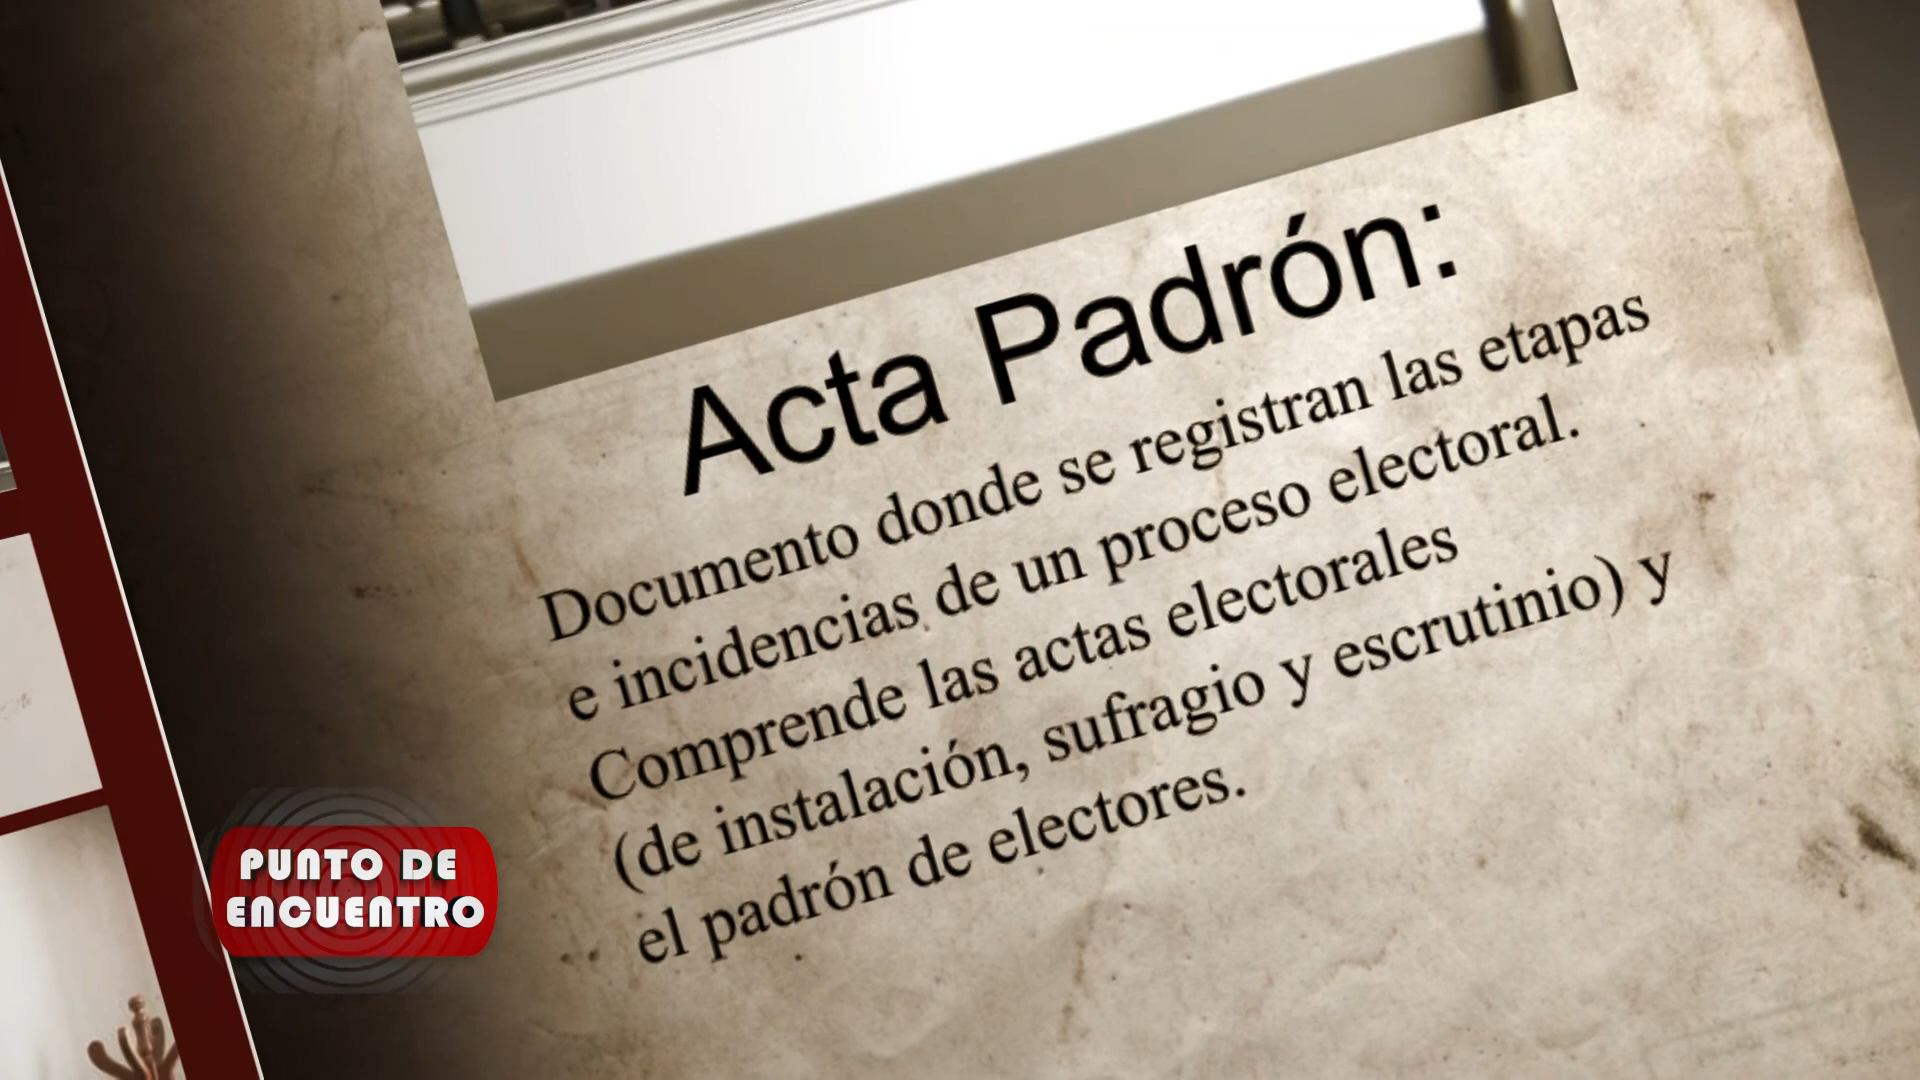 Acta Padrón:
Documento donde se registran las etapas
e incidencias de un proceso electoral.
Comprende las actas electorales
(de instalación, sufragio y escrutinio) y
el padrón de electores.
PUNTO DE
ENCUENTRO